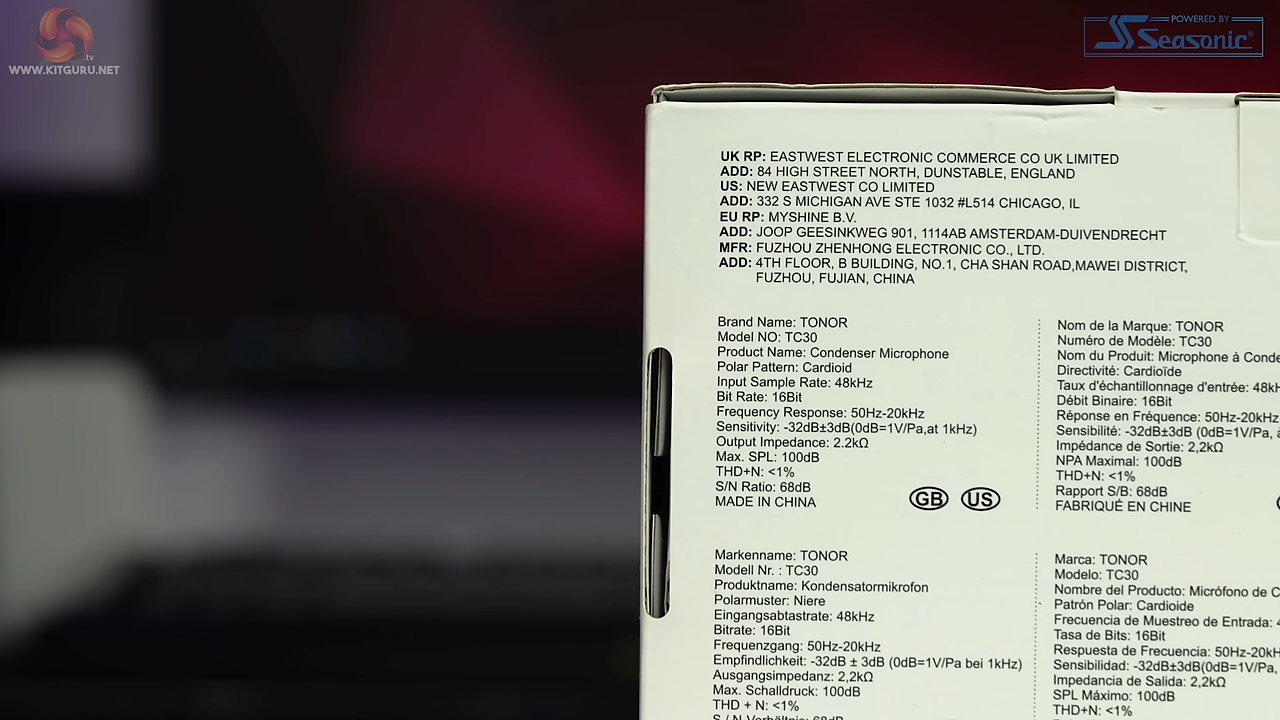 .tv
WWW.KITGURU.NET
POWERED BY
Seasonic®
UK RP: EASTWEST ELECTRONIC COMMERCE CO UK LIMITED
ADD: 84 HIGH STREET NORTH, DUNSTABLE, ENGLAND
US: NEW EASTWEST CO LIMITED
ADD: 332 S MICHIGAN AVE STE 1032 #L514 CHICAGO, IL
EU RP: MYSHINE B.V.
ADD: JOOP GEESINKWEG 901, 1114AB AMSTERDAM-DUIVENDRECHT
MFR: FUZHOU ZHENHONG ELECTRONIC CO., LTD.
ADD: 4TH FLOOR, B BUILDING, NO.1, CHA SHAN ROAD,MAWEI DISTRICT,
FUZHOU, FUJIAN, CHINA
Brand Name: TONOR
Model NO: TC30
Product Name: Condenser Microphone
Polar Pattern: Cardioid
Input Sample Rate: 48kHz
Bit Rate: 16Bit
Frequency Response: 50Hz-20kHz
Sensitivity: -32dB±3dB(0dB=1V/Pa,at 1kHz)
Output Impedance: 2.2kΩ
Max. SPL: 100dB
THD+N: <1%
S/N Ratio: 68dB
MADE IN CHINA
GB US
Nom de la Marque: TONOR
Numéro de Modèle: TC30
Nom du Produit: Microphone à
Directivité: Cardioïde
Taux d'échantillonnage d'entrée:
Débit Binaire: 16Bit
Réponse en Fréquence: 50Hz-20kHz
Sensibilité: -32dB±3dB (0dB=1V/Pa,
Impédance de Sortie: 2,2kΩ
NPA Maximal: 100dB
THD+N: <1%
Rapport S/B: 68dB
FABRIQUÉ EN CHINE
Markenname: TONOR
Modell Nr. : TC30
Produktname: Kondensatormikrofon
Polarmuster: Niere
Eingangsabtastrate: 48kHz
Bitrate: 16Bit
Frequenzgang: 50Hz-20kHz
Empfindlichkeit: -32dB ± 3dB (0dB=1V/Pa bei 1kHz)
Ausgangsimpedanz: 2,2kΩ
Max. Schalldruck: 100dB
THD + N: <1%
Marca: TONOR
Modelo: TC30
Nombre del Producto: Micrófono de
Patrón Polar: Cardioide
Frecuencia de Muestreo de Entrada:
Tasa de Bits: 16Bit
Respuesta de Frecuencia:
Sensibilidad: -32dB±3dB(0dB=1V/Pa,
Impedancia de Salida: 2,2kΩ
SPL Máximo: 100dB
THD+N: <1%